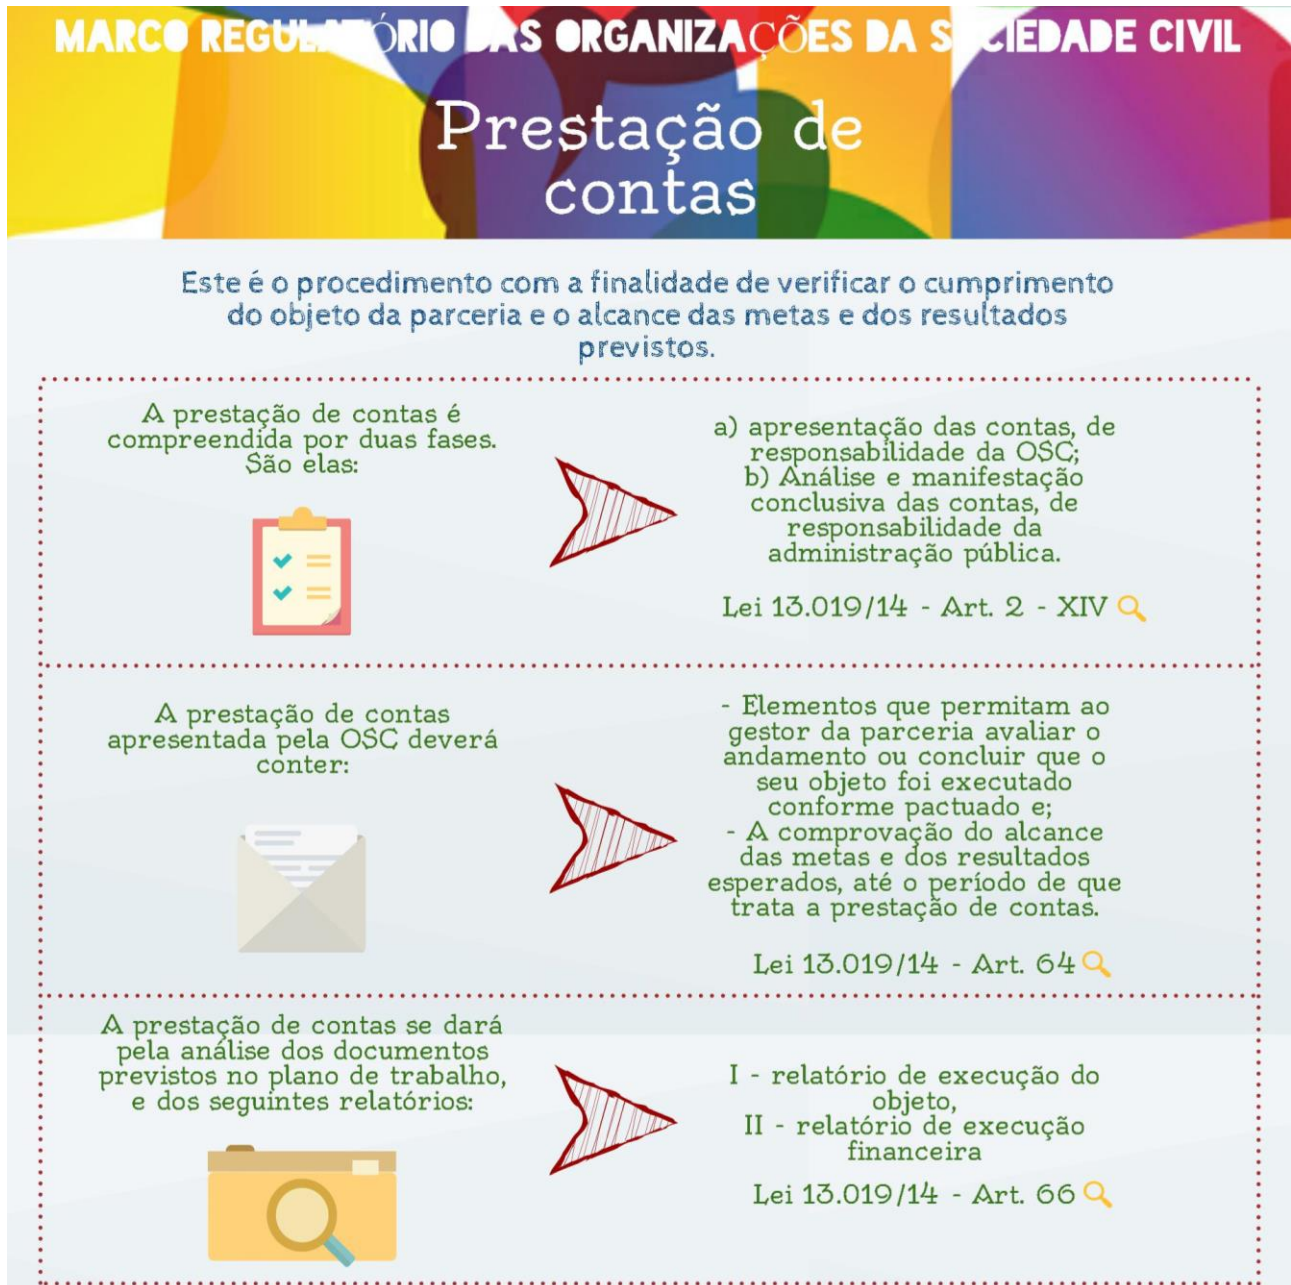 MARCO REGULATÓRIO DAS ORGANIZAÇÕES DA SOCIEDADE CIVIL
Prestação de
contas
Este é o procedimento com a finalidade de verificar o cumprimento
do objeto da parceria e o alcance das metas e dos resultados
previstos.
A prestação de contas é
compreendida por duas fases.
São elas:
a) apresentação das contas, de
responsabilidade da OSC;
b) Análise e manifestação
conclusiva das contas, de
responsabilidade da
administração pública.
Lei 13.019/14 - Art. 2 - XIV
A prestação de contas
apresentada pela OSC deverá
conter:
- Elementos que permitam ao
gestor da parceria avaliar o
andamento ou concluir que o
seu objeto foi executado
conforme pactuado e;
- A comprovação do alcance
das metas e dos resultados
esperados, até o período de que
trata a prestação de contas.
Lei 13.019/14 - Art. 64
A prestação de contas se dará
pela análise dos documentos
previstos no plano de trabalho,
e dos seguintes relatórios:
I - relatório de execução do
objeto,
II - relatório de execução
financeira
Lei 13.019/14 - Art. 66